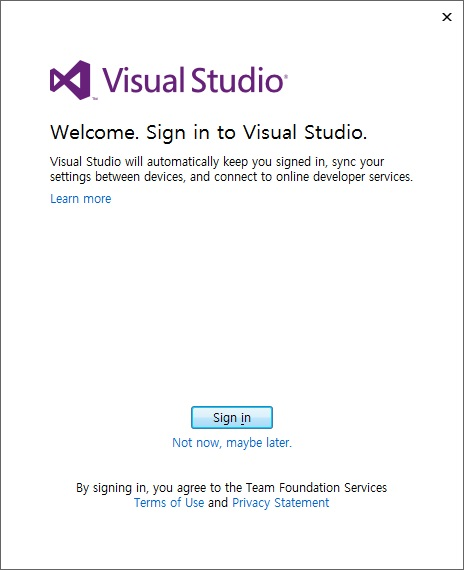 Visual Studio
Welcome. Sign in to Visual Studio.
Visual Studio will automatically keep you signed in, sync your
settings between devices, and connect to online developer services.
Learn more
Sign in
Not now, maybe later.
By signing in, you agree to the Team Foundation Services
Terms of Use and Privacy Statement